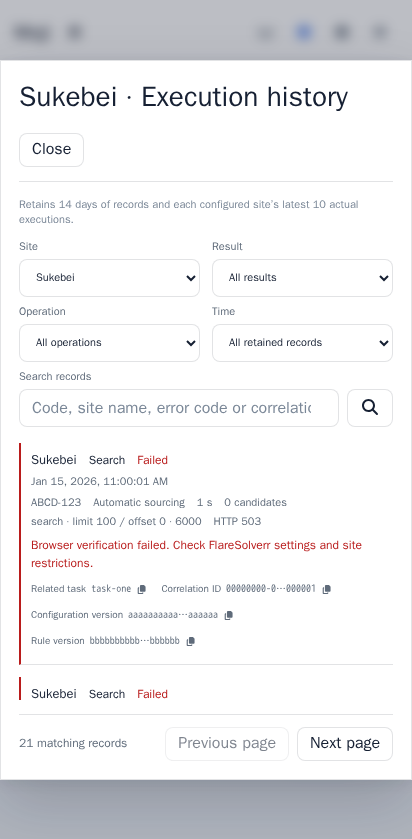 Sukebei · Execution history
Close
Retains 14 days of records and each configured site's latest 10 actual
executions.
Site
Result
Sukebei
All results
Operation
Time
All operations
All retained records
Search records
Code, site name, error code or correlatic
Sukebei Search Failed
Jan 15, 2026, 11:00:01 AM
ABCD-123 Automatic sourcing 1 s 0 candidates
search · limit 100 / offset 0 · 6000 HTTP 503
Browser verification failed. Check FlareSolverr settings and site
restrictions.
Related task task-one Correlation ID 00000000-0···000001
Configuration version aaaaaaaaaa···aaaaaa
Rule version bbbbbbbbbb···bbbbbb
Sukebei Search Failed
21 matching records
Previous page
Next page